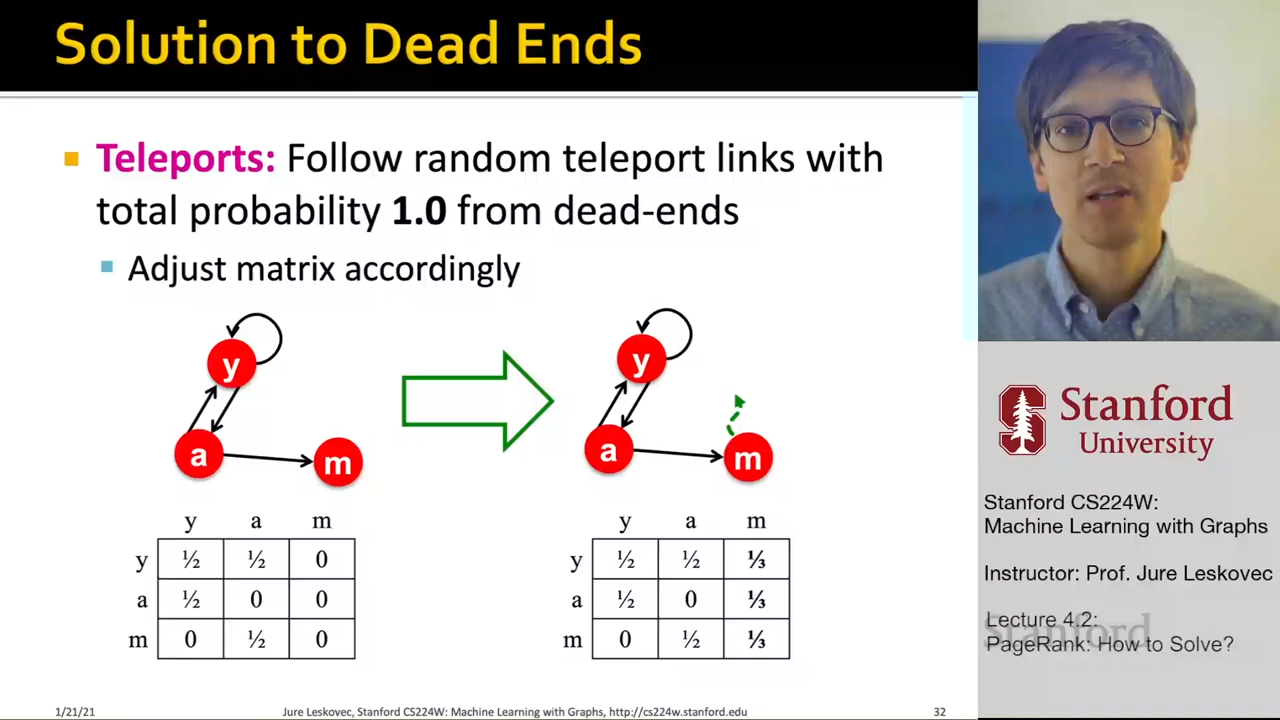 Solution to Dead Ends
Teleports: Follow random teleport links with
total probability 1.0 from dead-ends
Adjust matrix accordingly
y
a
m
y
a
m
y a m
y ½ ½ 0
a ½ 0 0
m 0 ½ 0
y a m
y ½ ½ ⅓
a ½ 0 ⅓
m 0 ½ ⅓
1/21/21
Jure Leskovec, Stanford CS224W: Machine Learning with Graphs, http://cs224w.stanford.edu
32
Stanford
University
Stanford CS224W:
Machine Learning with Graphs
Instructor: Prof. Jure Leskovec
Lecture 4.2:
PageRank: How to Solve?
Stanford